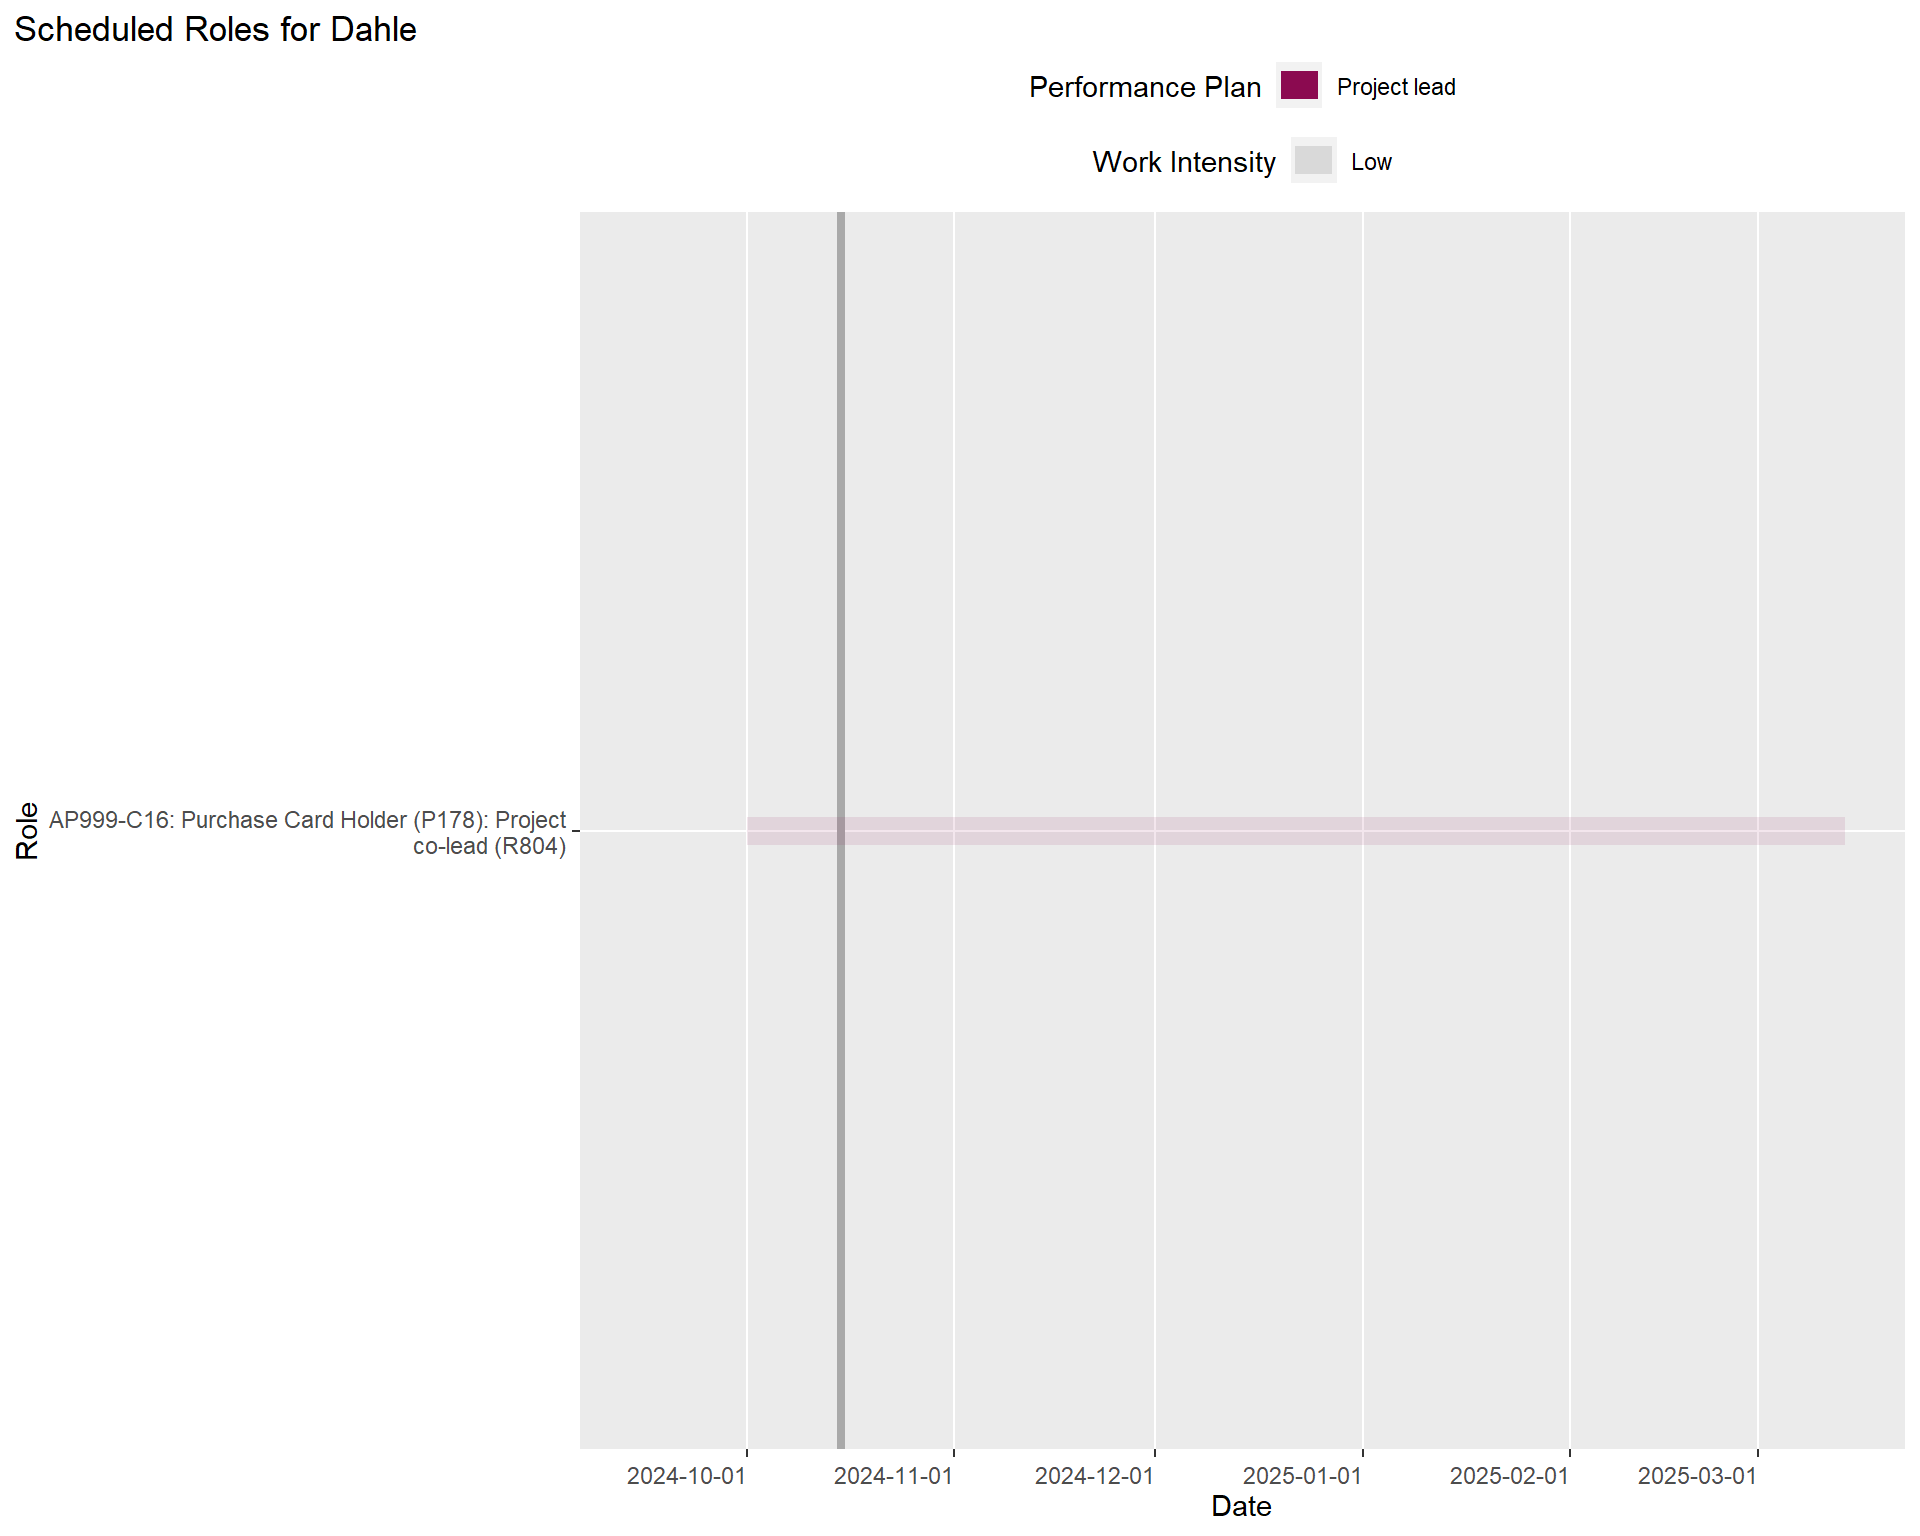 Scheduled Roles for Dahle
Performance Plan Project lead
Work Intensity Low
Role
AP999-C16: Purchase Card Holder (P178): Project
co-lead (R804)
2024-10-01 2024-11-01 2024-12-01 2025-01-01 2025-02-01 2025-03-01
Date